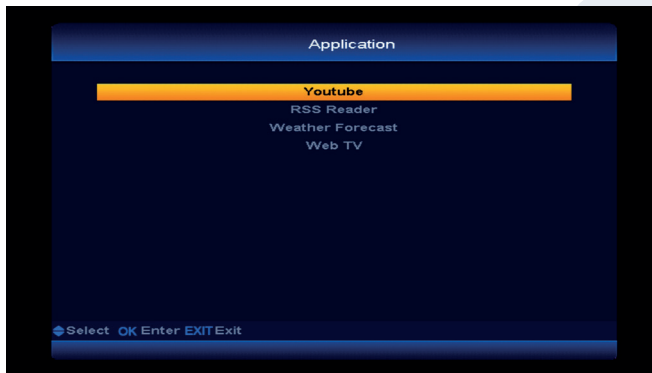 Application
Youtube
RSS Reader
Weather Forecast
Web TV
Select OK Enter EXIT Exit